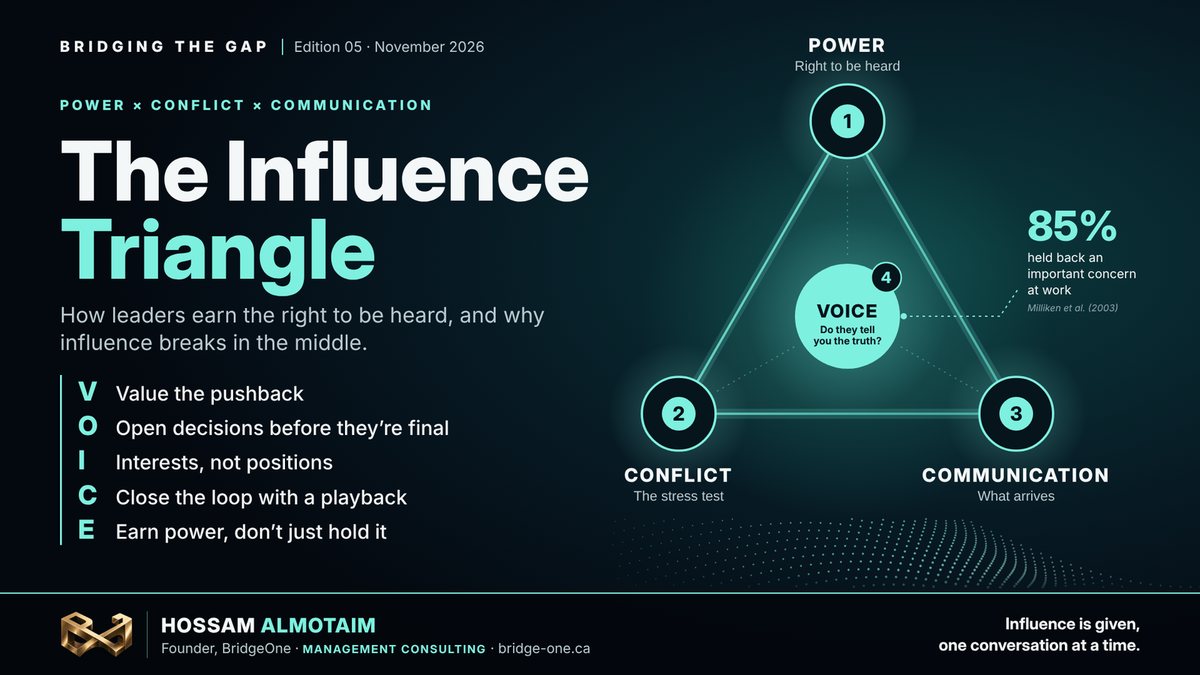 BRIDGING THE GAP | Edition 05 · November 2026
POWER × CONFLICT × COMMUNICATION
The Influence
Triangle
How leaders earn the right to be heard, and why
influence breaks in the middle.
V Value the pushback
O Open decisions before they’re final
I Interests, not positions
C Close the loop with a playback
E Earn power, don’t just hold it
POWER
Right to be heard
1
4
VOICE
Do they tell
you the truth?
85%
held back an
important concern
at work
Milliken et al. (2003)
2
3
CONFLICT
The stress test
COMMUNICATION
What arrives
HOSSAM ALMOTAIM
Founder, BridgeOne · MANAGEMENT CONSULTING · bridge-one.ca
Influence is given,
one conversation at a time.